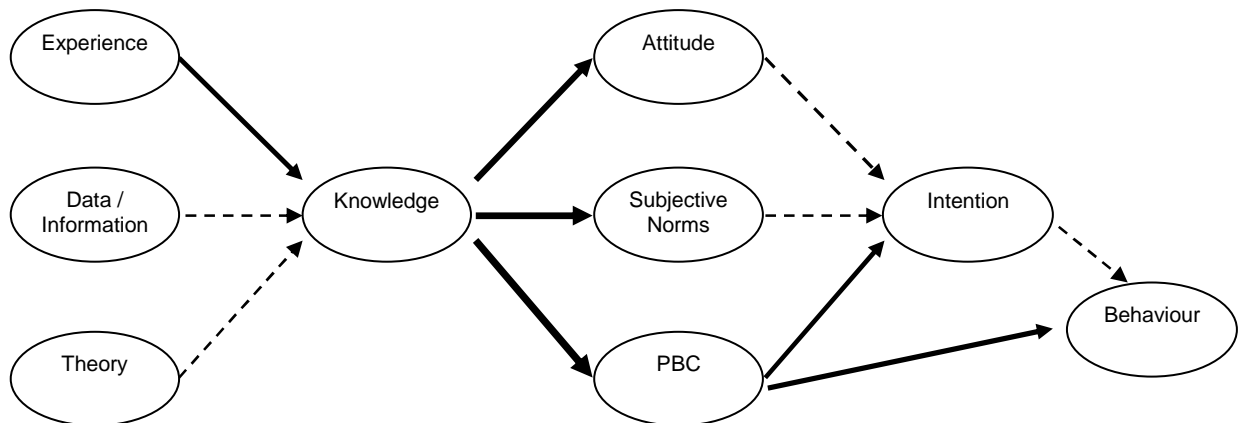 Experience
Attitude
Data /
Information
Knowledge
Subjective
Norms
Intention
Behaviour
Theory
PBC